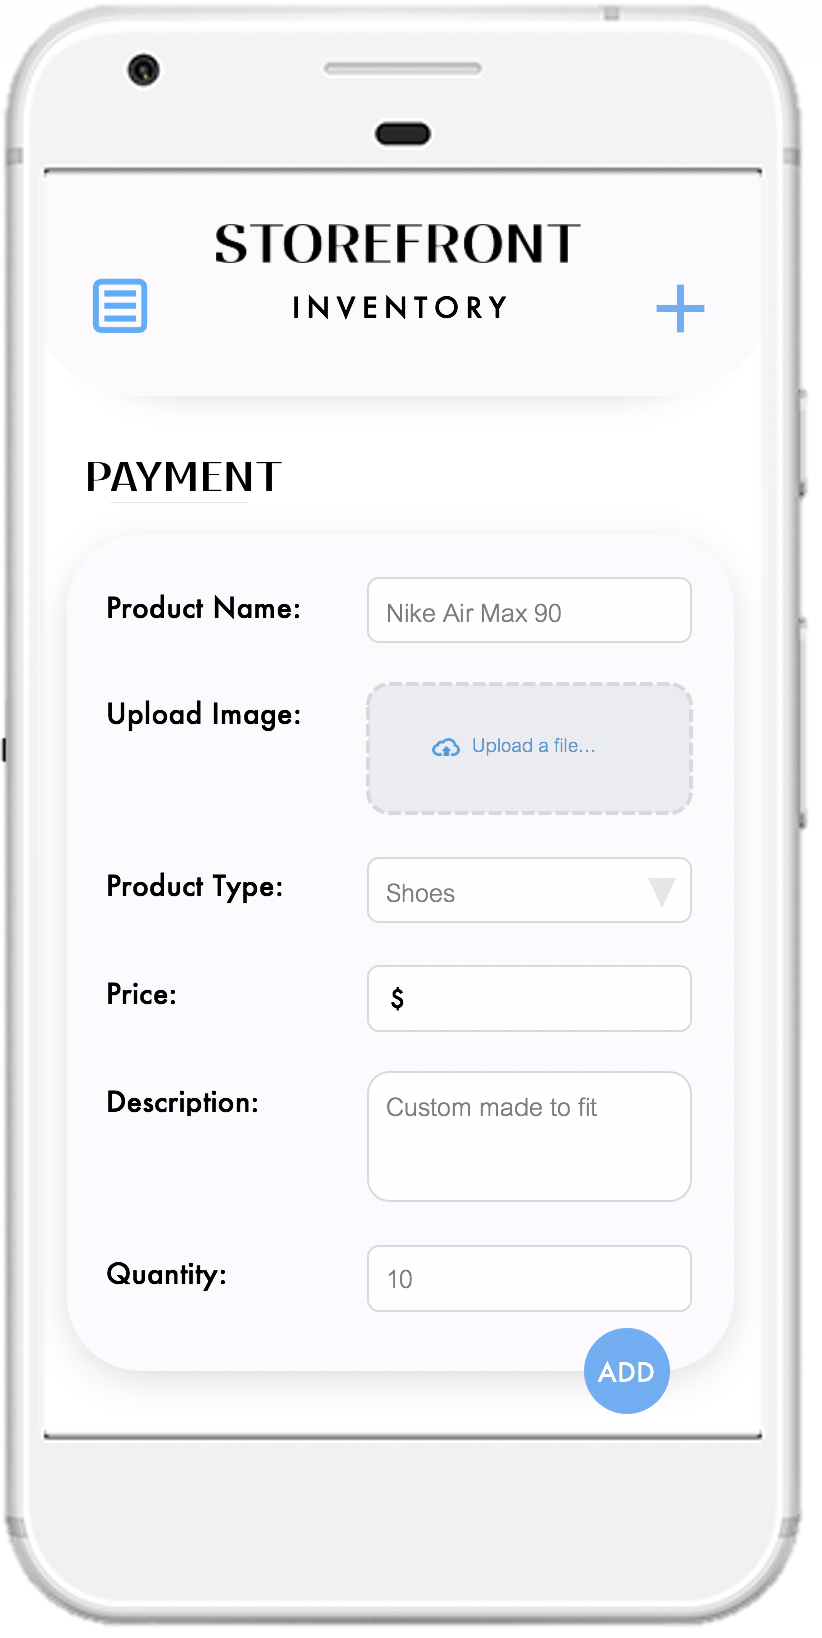 STOREFRONT
INVENTORY
PAYMENT
Product Name:
Nike Air Max 90
Upload Image:
Upload a file...
Product Type:
Shoes
Price:
$
Description:
Custom made to fit
Quantity:
10
ADD